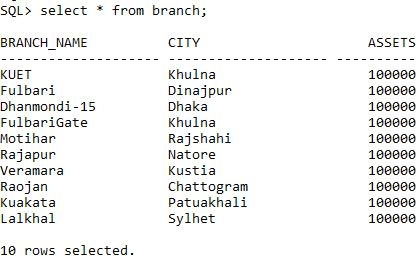 SQL> select * from branch;
BRANCH_NAME CITY ASSETS
-------------------- -------------------- ----------
KUET Khulna 100000
Fulbari Dinajpur 100000
Dhanmondi-15 Dhaka 100000
FulbariGate Khulna 100000
Motihar Rajshahi 100000
Rajapur Natore 100000
Veramara Kustia 100000
Raojan Chattogram 100000
Kuakata Patuakhali 100000
Lalkhal Sylhet 100000
10 rows selected.